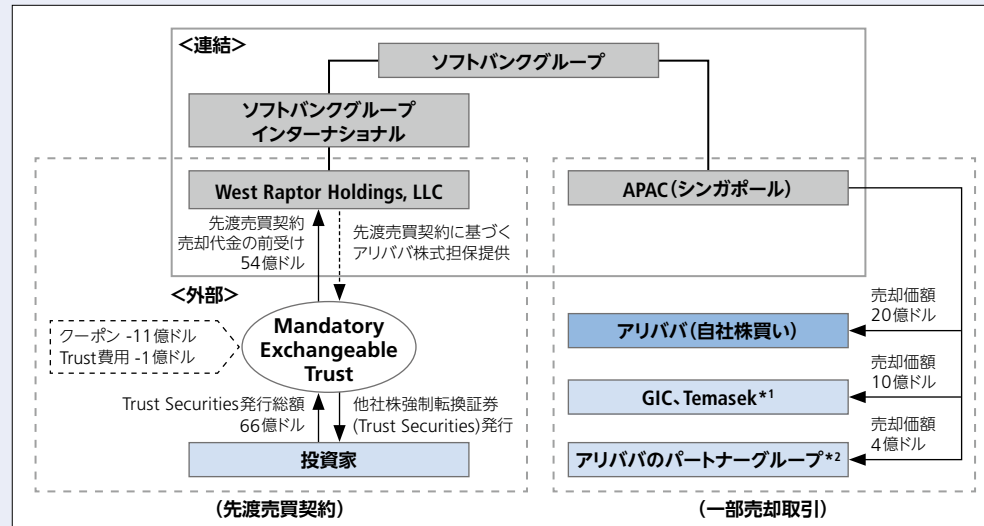 <連結>
ソフトバンクグループ
ソフトバンクグループ
インターナショナル
West Raptor Holdings, LLC
APAC(シンガポール)
先渡売買契約
売却代金の前受け
54億ドル
先渡売買契約に基づく
アリババ株式担保提供
<外部>
クーポン -11億ドル
Trust費用 -1億ドル
Mandatory
Exchangeable
Trust
Trust Securities発行総額
66億ドル
他社株強制転換証券
(Trust Securities)発行
投資家
(先渡売買契約)
売却価額
20億ドル
アリババ(自社株買い)
売却価額
10億ドル
GIC、Temasek*1
売却価額
4億ドル
アリババのパートナーグループ*2
(一部売却取引)